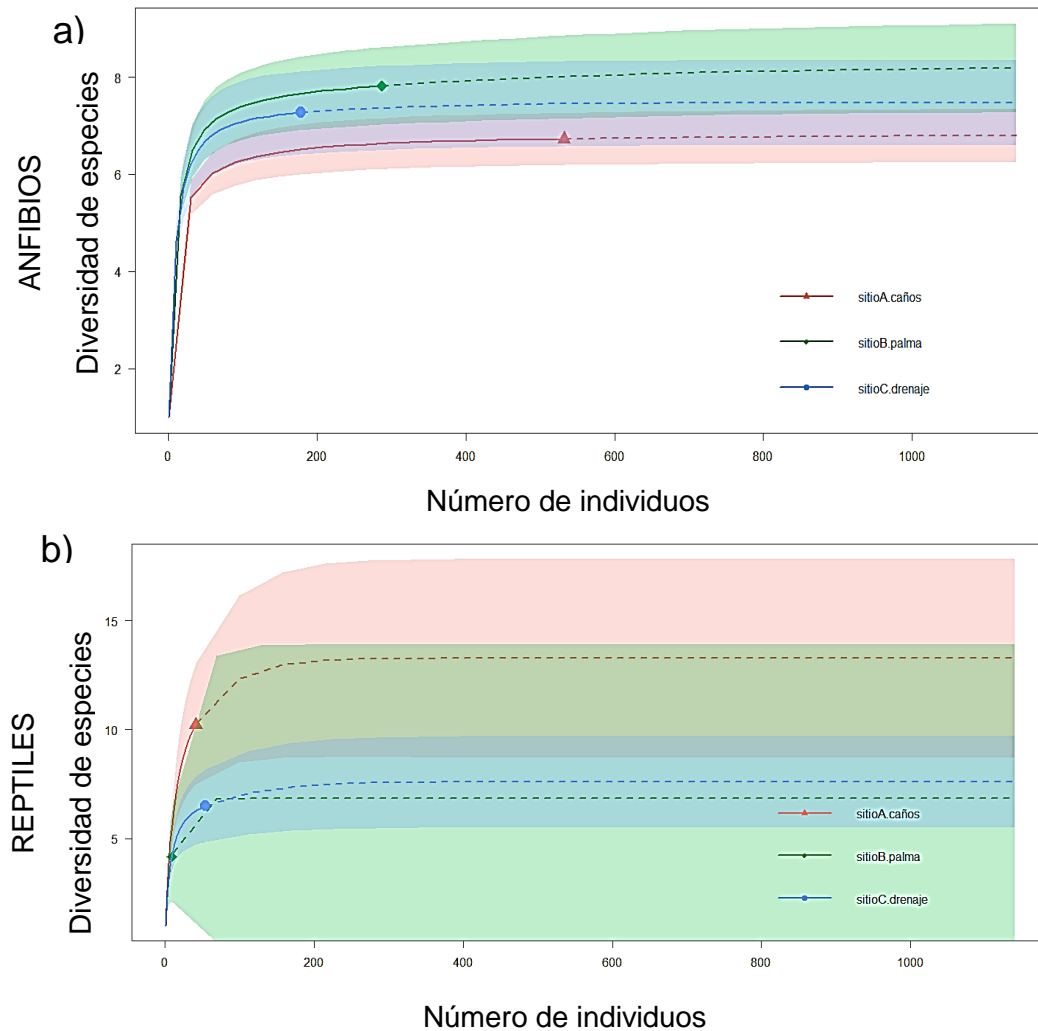 a)
ANFIBIOS
Diversidad de especies
8
6
4
2
sitioA.caños
sitioB.palma
sitioC.drenaje
0 200 400 600 800 1000
Número de individuos
b)
REPTILES
Diversidad de especies
15
10
5
sitioA.caños
sitioB.palma
sitioC.drenaje
0 200 400 600 800 1000
Número de individuos